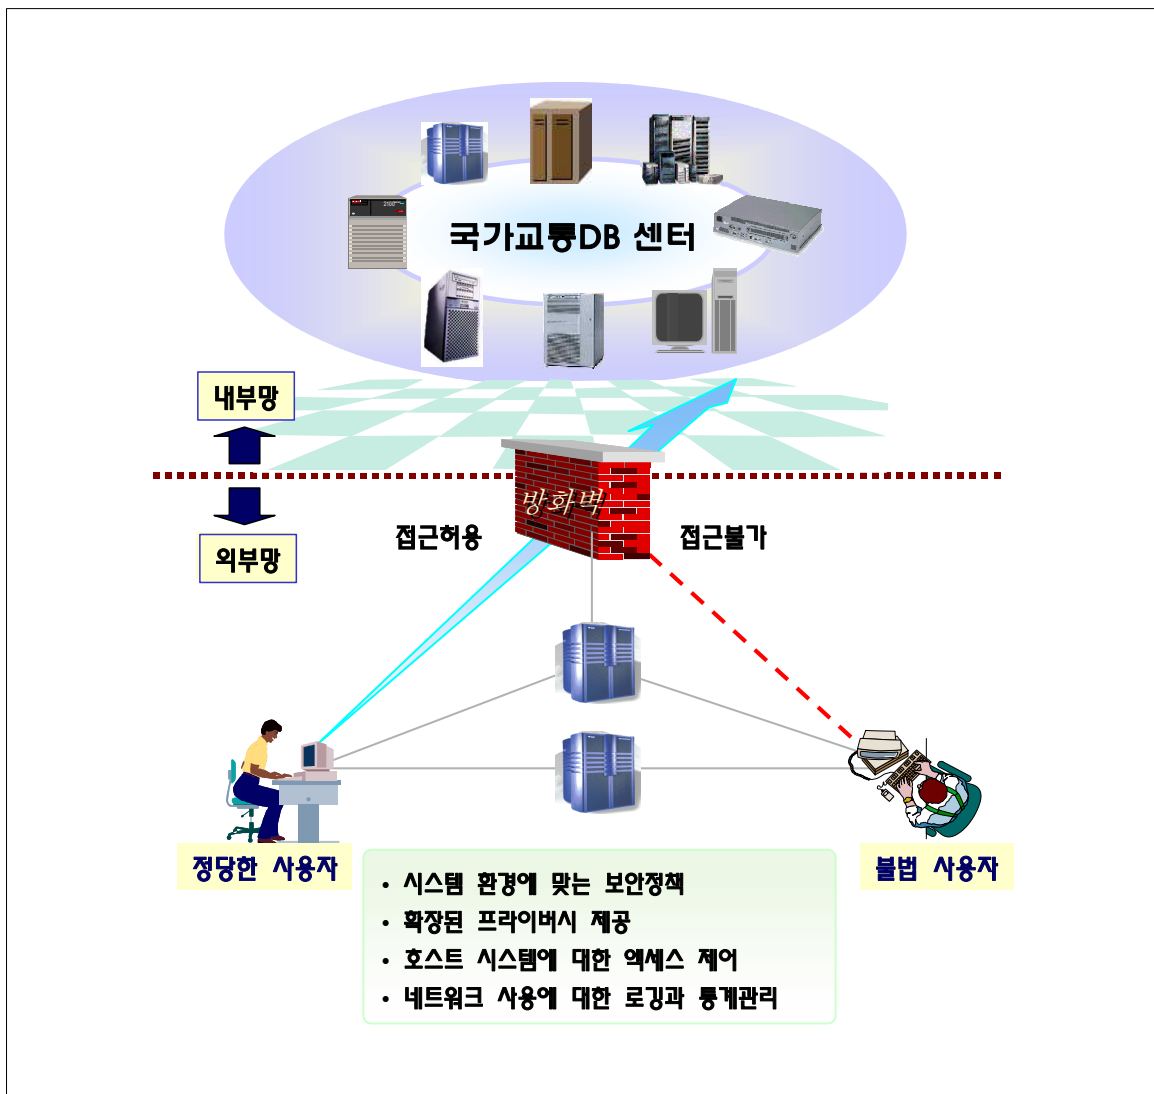 국가교통DB 센터
2100
내부망
방화벽
접근허용
접근불가
외부망
정당한 사용자
불법 사용자
• 시스템 환경에 맞는 보안정책
• 확장된 프라이버시 제공
• 호스트 시스템에 대한 엑세스 제어
• 네트워크 사용에 대한 로깅과 통계관리